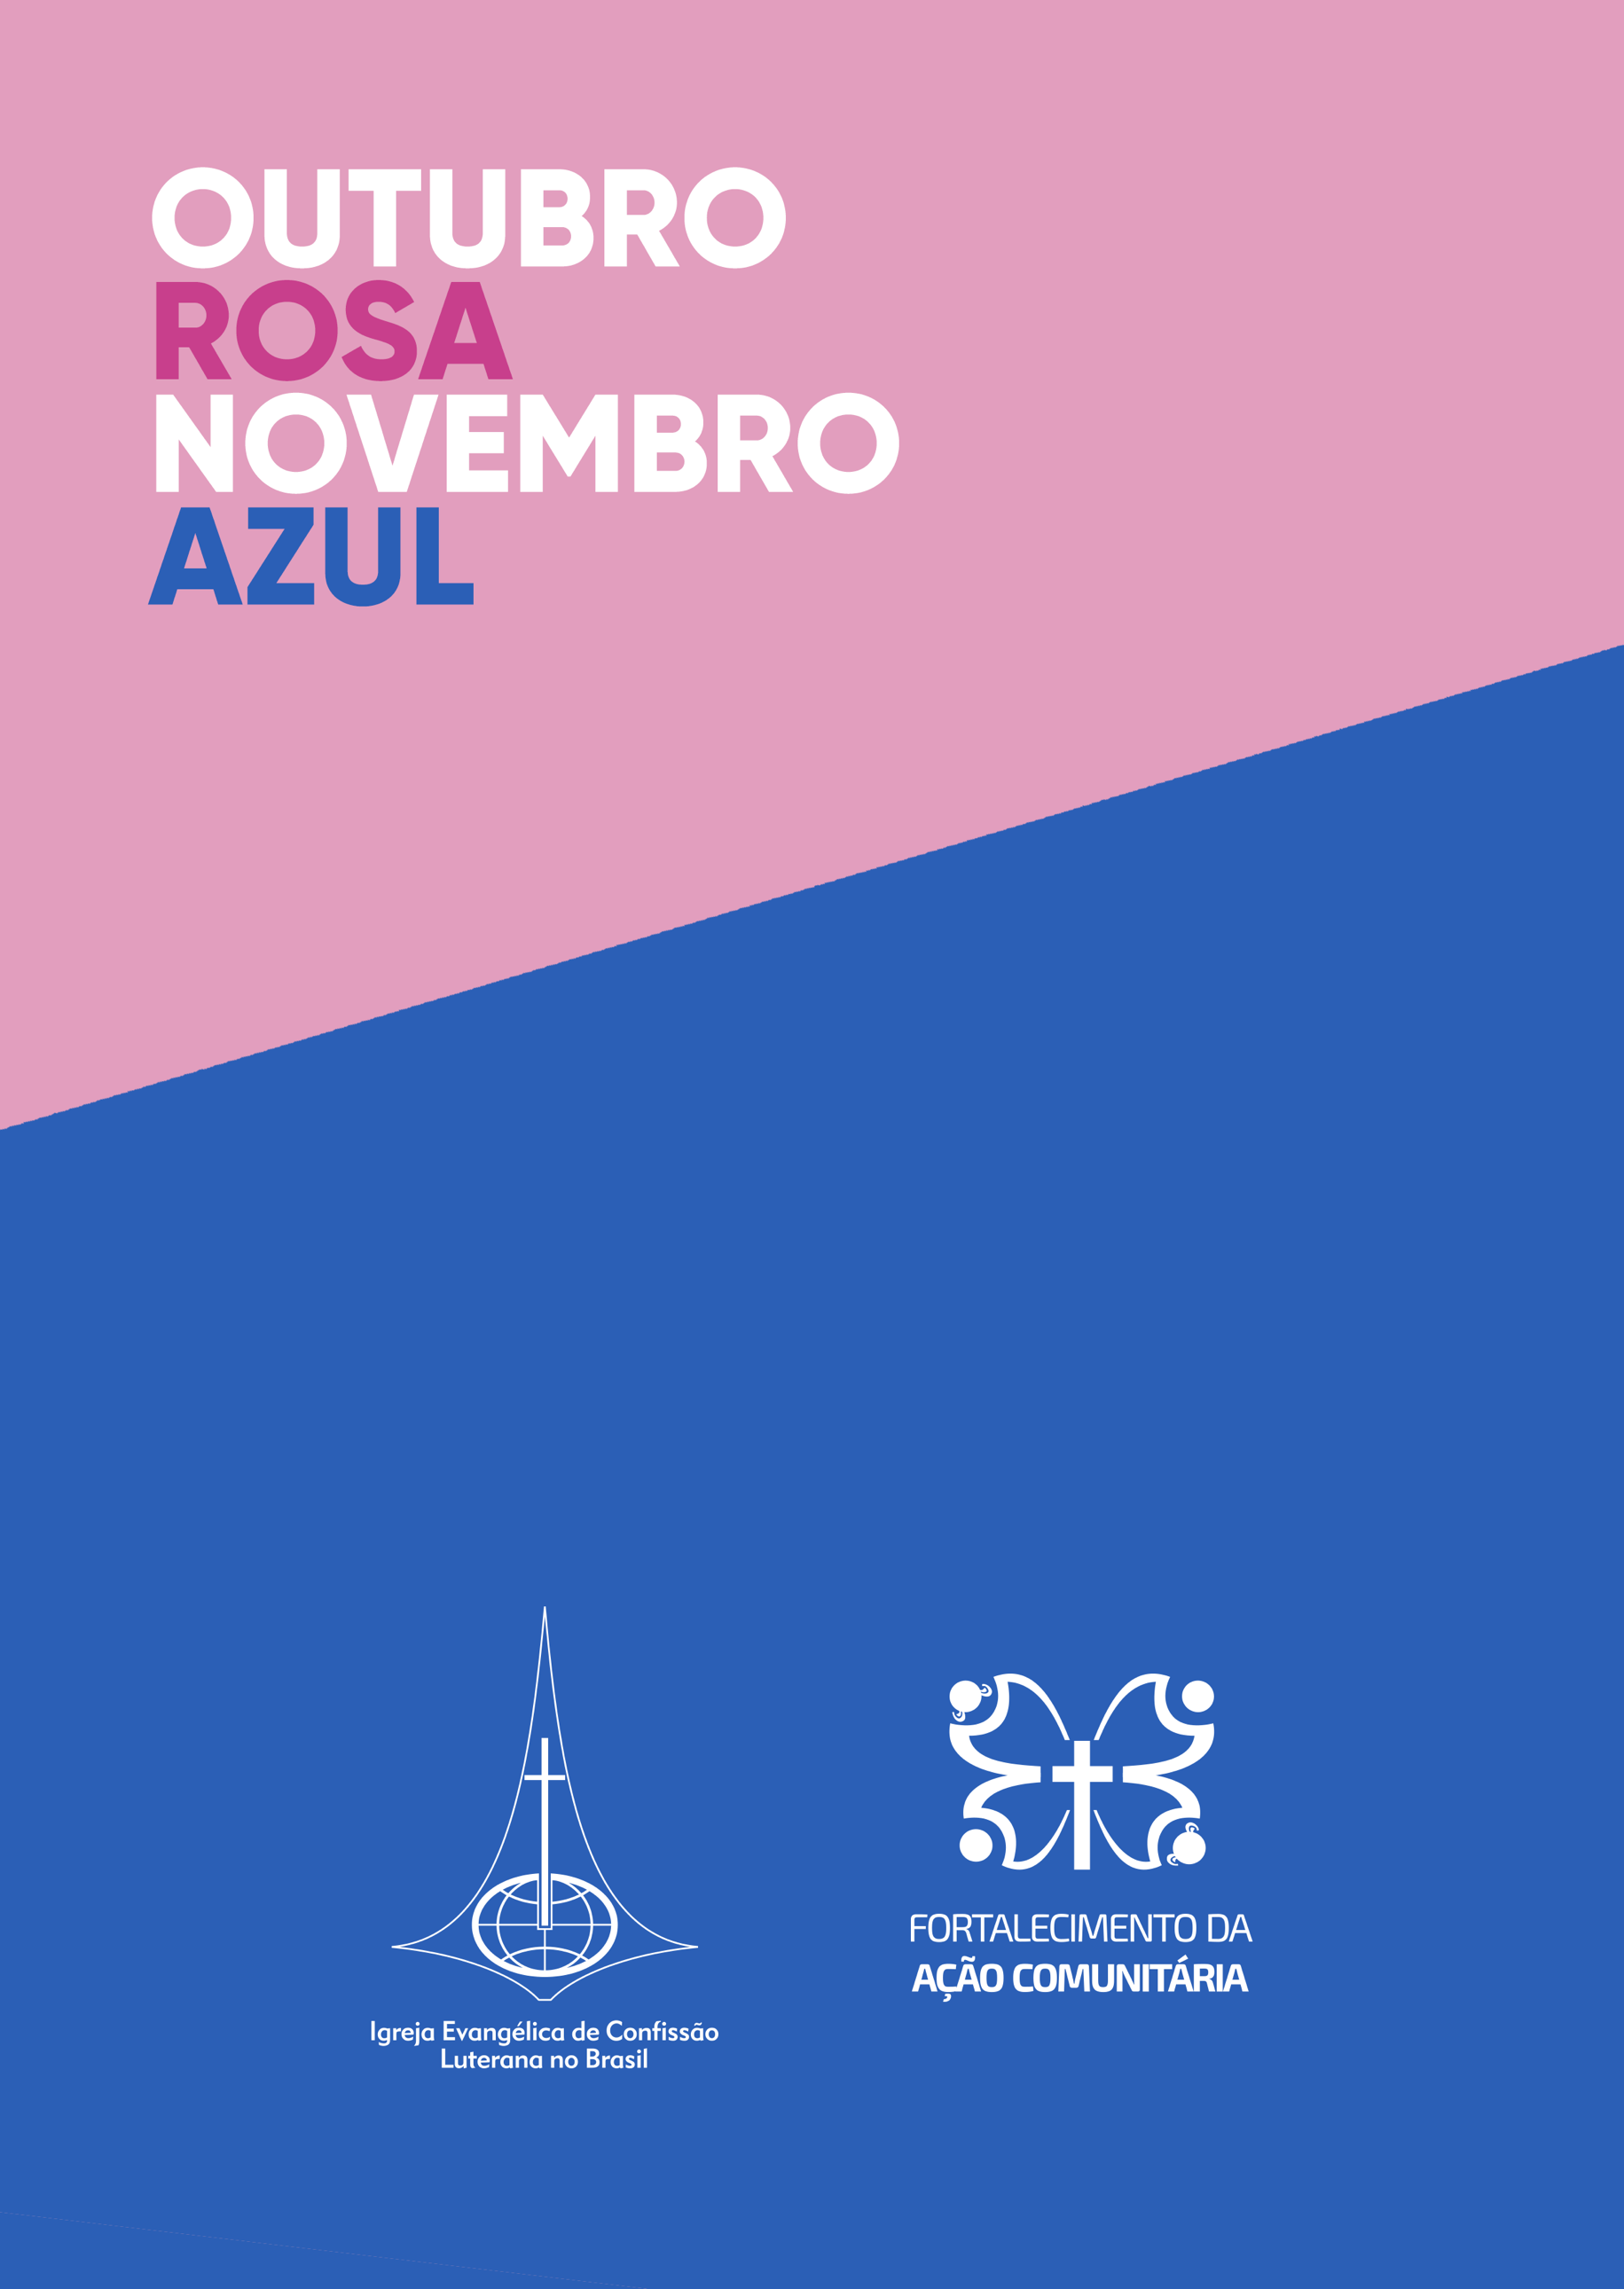 OUTUBRO
ROSA
NOVEMBRO
AZUL
Igreja Evangélica de Confissão
Luterana no Brasil
FORTALECIMENTO DA
AÇÃO COMUNITÁRIA